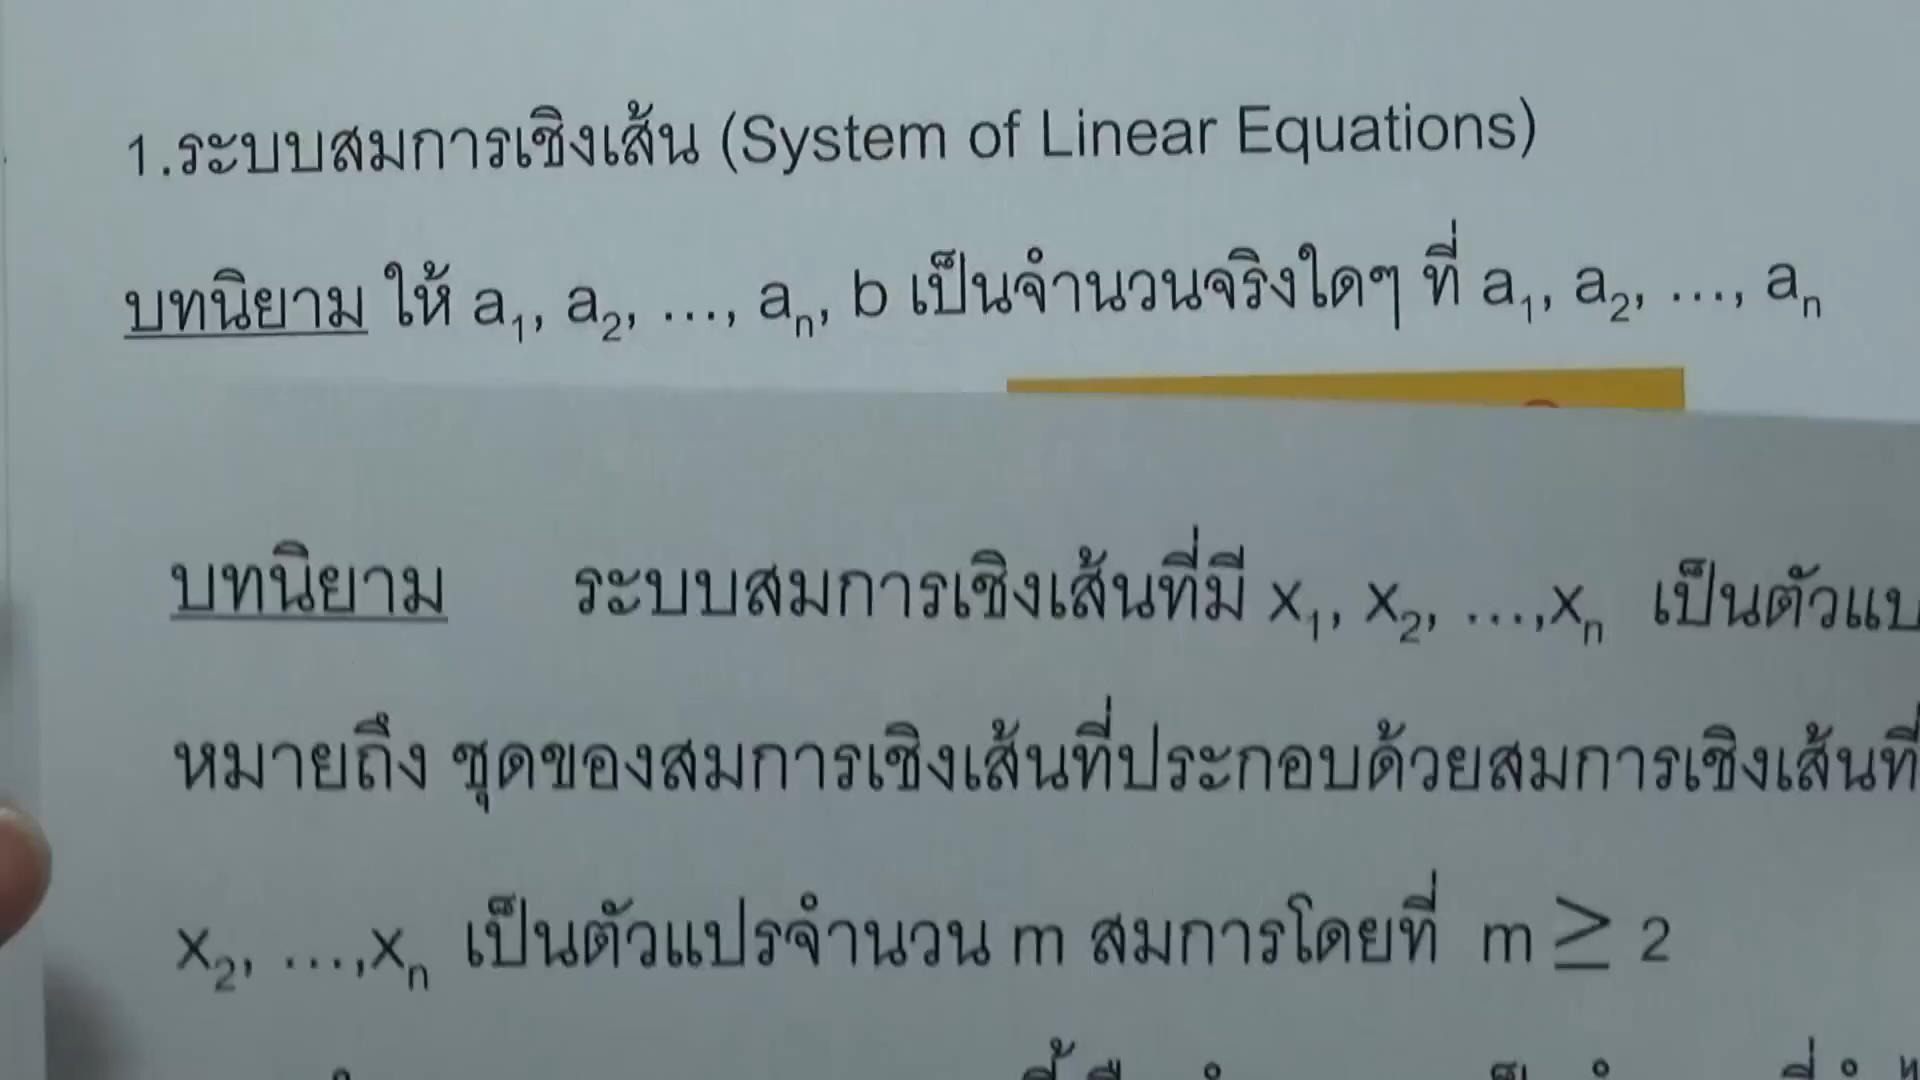 1.ระบบสมการเชิงเส้น (System of Linear Equations)
บทนิยาม ให้ a₁, a₂, ..., aₙ, b เป็นจำนวนจริงใดๆ ที่ a₁, a₂, ..., aₙ
บทนิยาม ระบบสมการเชิงเส้นที่มี x₁, x₂, ...,xₙ เป็นตัวแป
หมายถึง ชุดของสมการเชิงเส้นที่ประกอบด้วยสมการเชิงเส้นที่
x₂, ...,xₙ เป็นตัวแปรจำนวน m สมการโดยที่ m ≥ 2